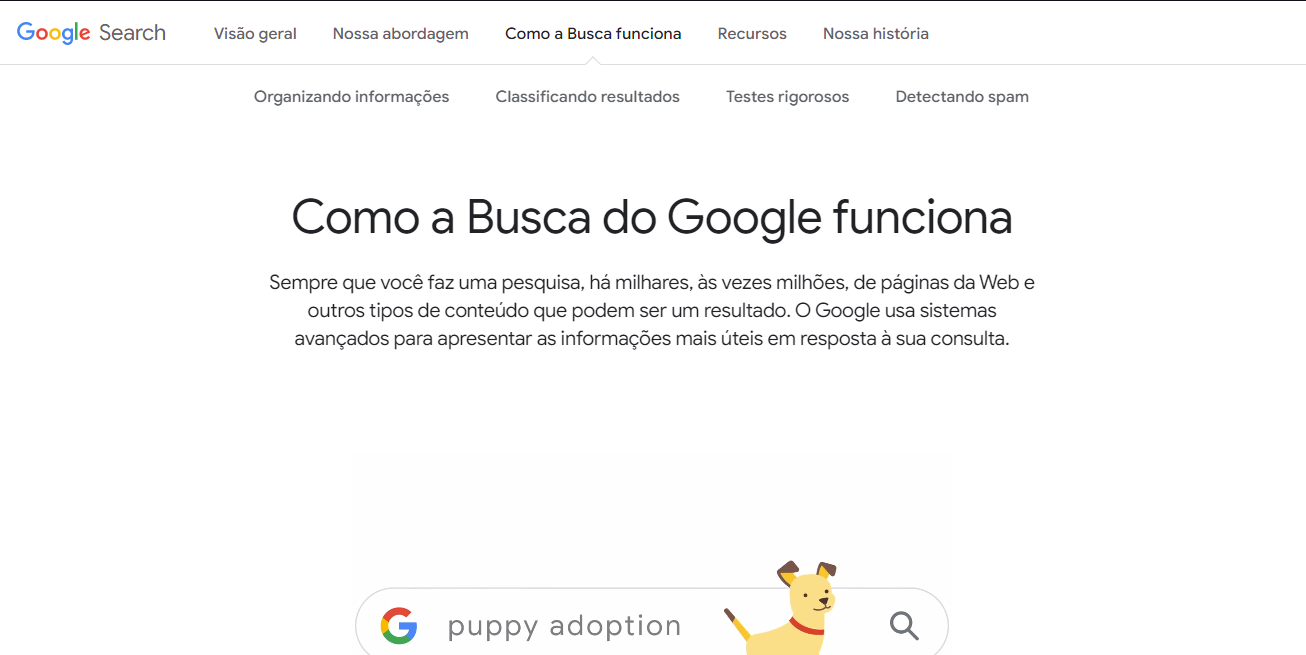 Google Search Visão geral Nossa abordagem Como a Busca funciona Recursos Nossa história
Organizando informações Classificando resultados Testes rigorosos Detectando spam
Como a Busca do Google funciona
Sempre que você faz uma pesquisa, há milhares, às vezes milhões, de páginas da Web e
outros tipos de conteúdo que podem ser um resultado. O Google usa sistemas
avançados para apresentar as informações mais úteis em resposta à sua consulta.
G puppy adoption